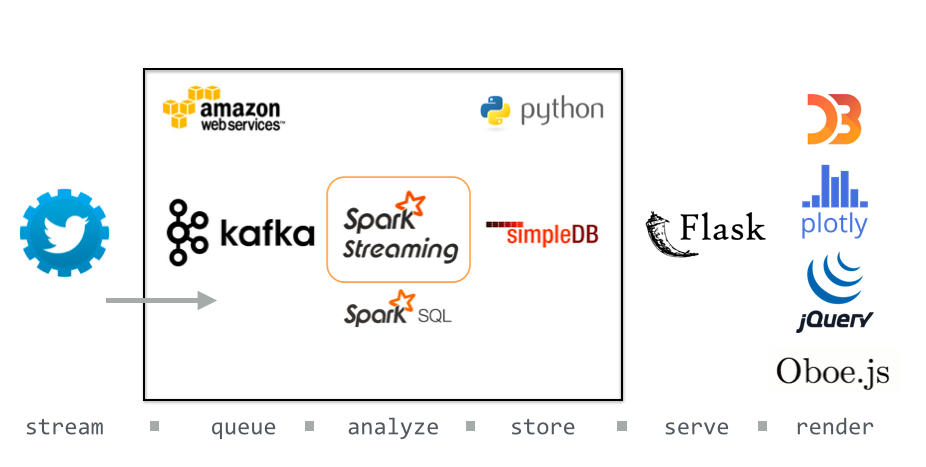 amazon
webservices™
python
kafka
Spark
Streaming
simpleDB
Spark SQL
Flask
D3
plotly
jQuery
Oboe.js
stream ▪ queue ▪ analyze ▪ store ▪ serve ▪ render